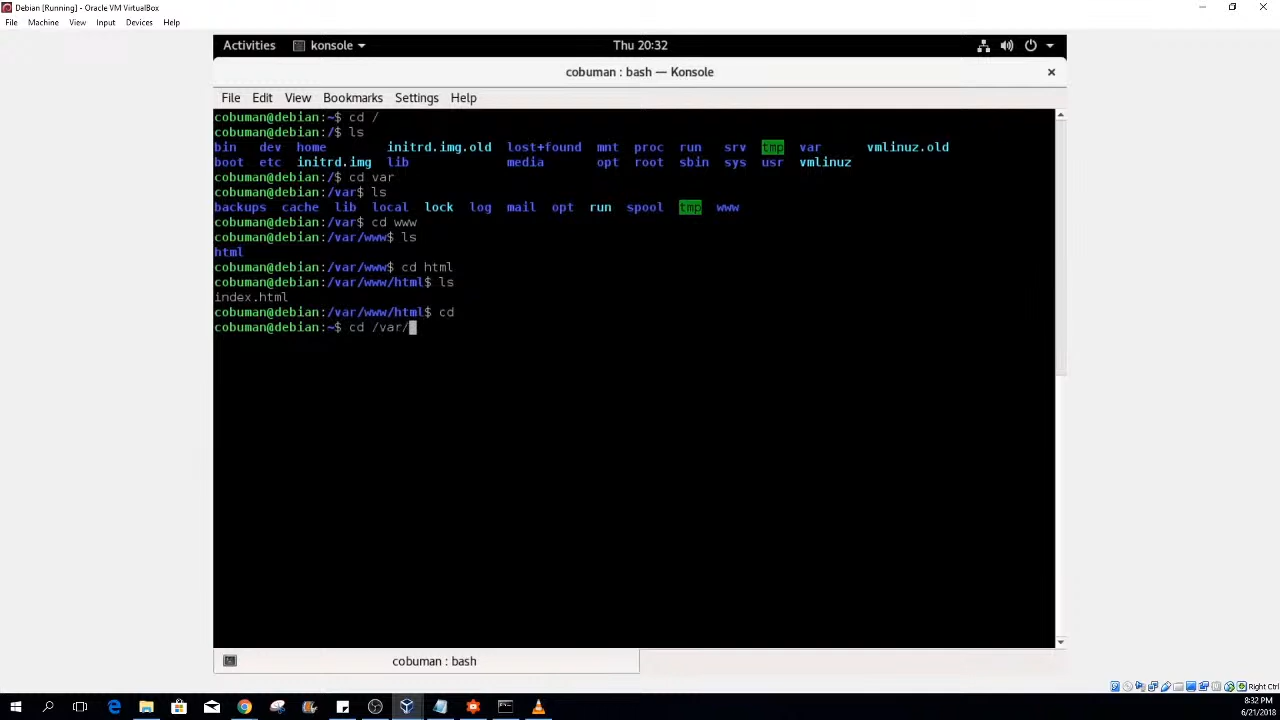 Debian [Running] - Oracle VM VirtualBox
File Machine View Input Devices Help
Activities konsole Thu 20:32
cobuman : bash — Konsole
File Edit View Bookmarks Settings Help
cobuman@debian:~$ cd /
cobuman@debian:/$ ls
bin dev home initrd.img.old lost+found mnt proc run srv tmp var vmlinuz.old
boot etc initrd.img lib media opt root sbin sys usr vmlinuz
cobuman@debian:/$ cd var
cobuman@debian:/var$ ls
backups cache lib local lock log mail opt run spool tmp www
cobuman@debian:/var$ cd www
cobuman@debian:/var/www$ ls
html
cobuman@debian:/var/www$ cd html
cobuman@debian:/var/www/html$ ls
index.html
cobuman@debian:/var/www/html$ cd
cobuman@debian:~$ cd /var/
cobuman : bash
Right Ctrl
8:32 PM
6/21/2018